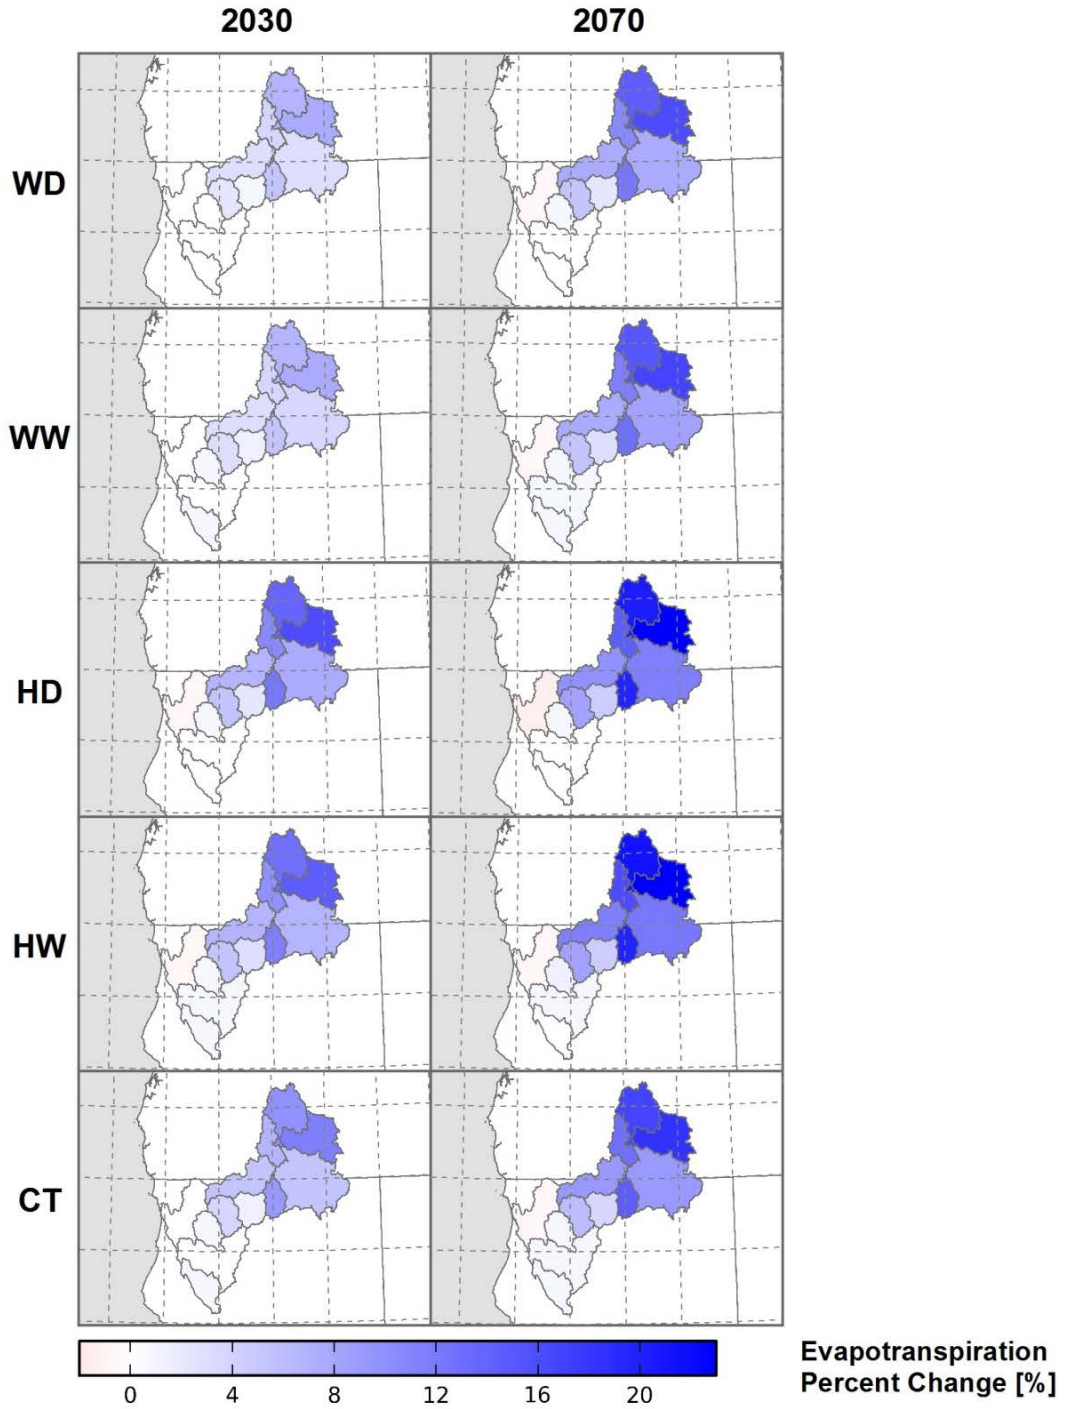 2030 2070
WD
WW
HD
HW
CT
0 4 8 12 16 20
Evapotranspiration
Percent Change [%]